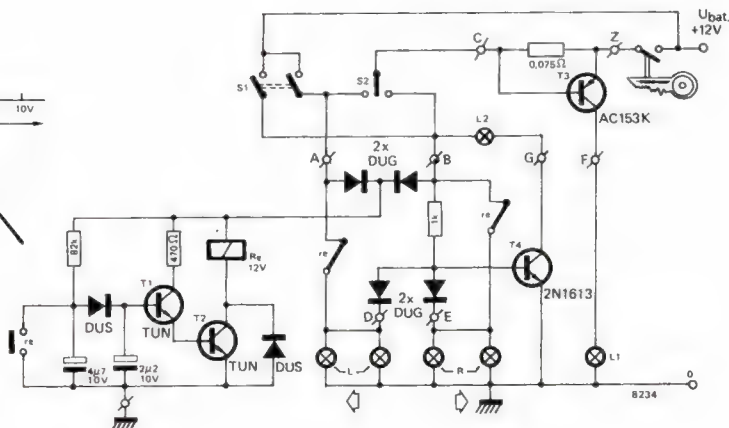 Ubat.
+12V
C
Z
0,075Ω
S1
S2
T3
AC153K
L2
10V
A
2x
DUG
B
G
F
re
1k
82k
470Ω
Re
12V
re
T4
2N1613
T1
DUS
TUN
T2
TUN
D
2x
DUG
E
re
4µ7
10V
2µ2
10V
DUS
L
R
L1
8234
0